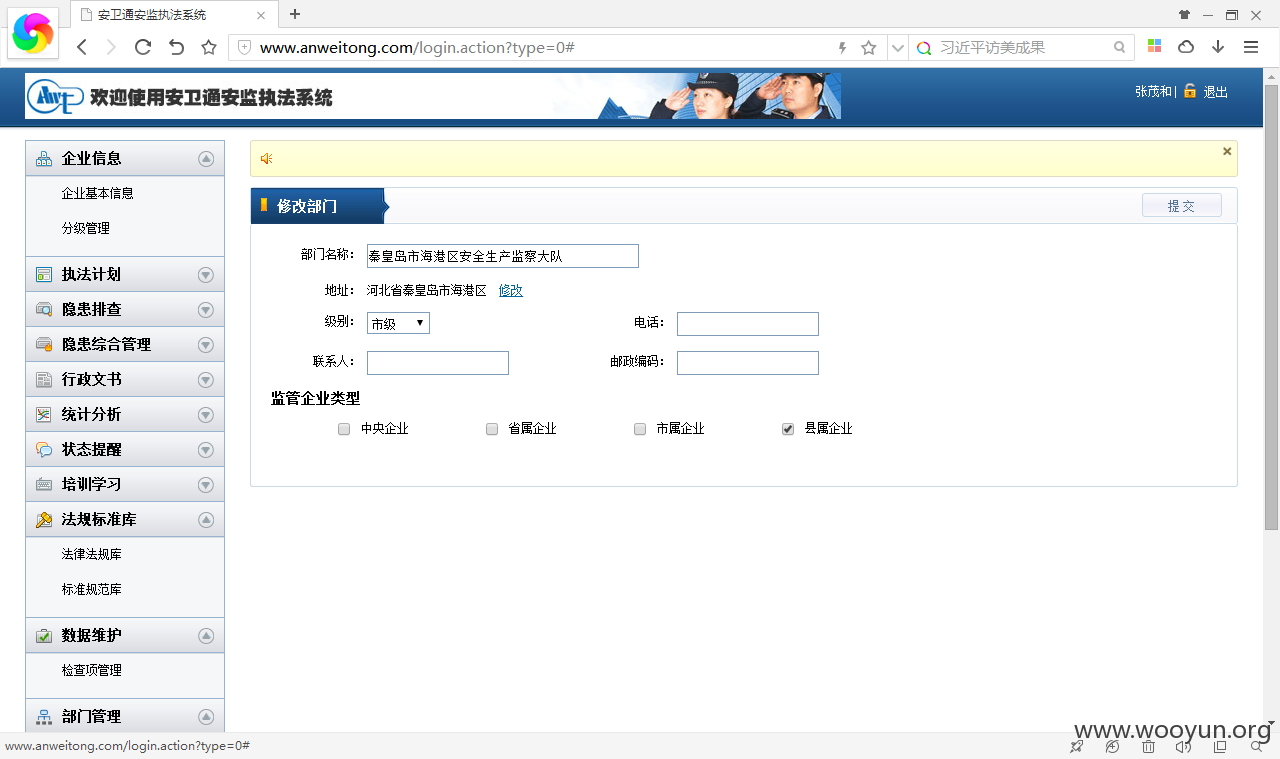 安卫通安监执法系统
www.anweitong.com/login.action?type=0#
习近平访美成果
AWT 欢迎使用安卫通安监执法系统
张茂和| 退出
企业信息
企业基本信息
分级管理
执法计划
隐患排查
隐患综合管理
行政文书
统计分析
状态提醒
培训学习
法规标准库
法律法规库
标准规范库
数据维护
检查项管理
部门管理
修改部门
提 交
部门名称： 秦皇岛市海港区安全生产监察大队
地址： 河北省秦皇岛市海港区 修改
级别： 市级 电话：
联系人： 邮政编码：
监管企业类型
中央企业 省属企业 市属企业 县属企业
www.wooyun.org
www.anweitong.com/login.action?type=0#